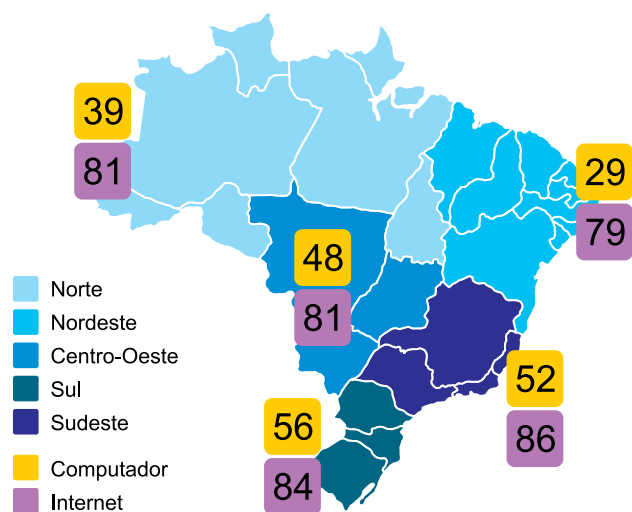 39
81
29
79
48
81
52
86
56
84
Norte
Nordeste
Centro-Oeste
Sul
Sudeste
Computador
Internet